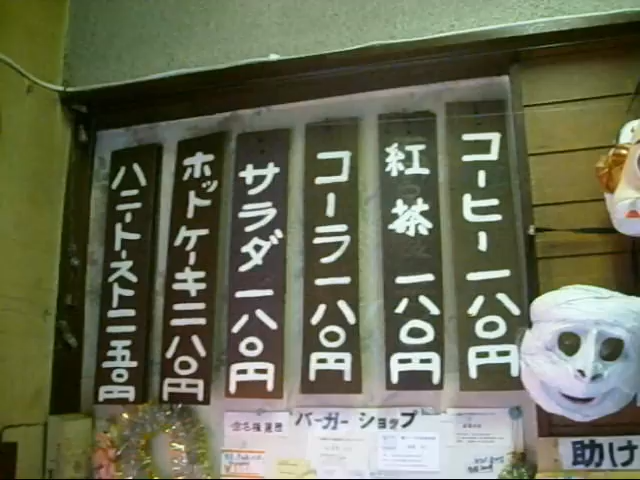 コーヒー 一八〇円
紅茶 一八〇円
コーラ 一八〇円
サラダ 一八〇円
ホットケーキ 二八〇円
ハニートースト 二五〇円
バーガーショップ
助け